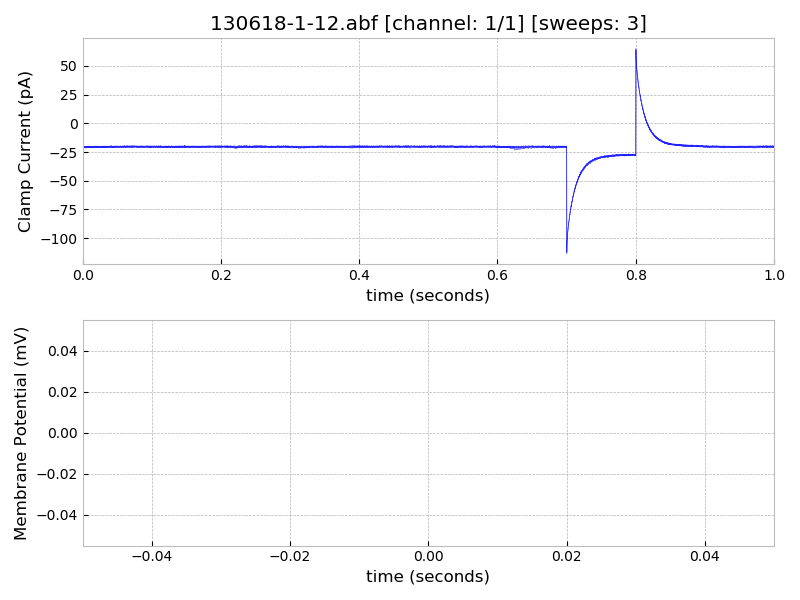 130618-1-12.abf [channel: 1/1] [sweeps: 3]
Clamp Current (pA)
50
25
0
−25
−50
−75
−100
0.0 0.2 0.4 0.6 0.8 1.0
time (seconds)
Membrane Potential (mV)
0.04
0.02
0.00
−0.02
−0.04
−0.04 −0.02 0.00 0.02 0.04
time (seconds)